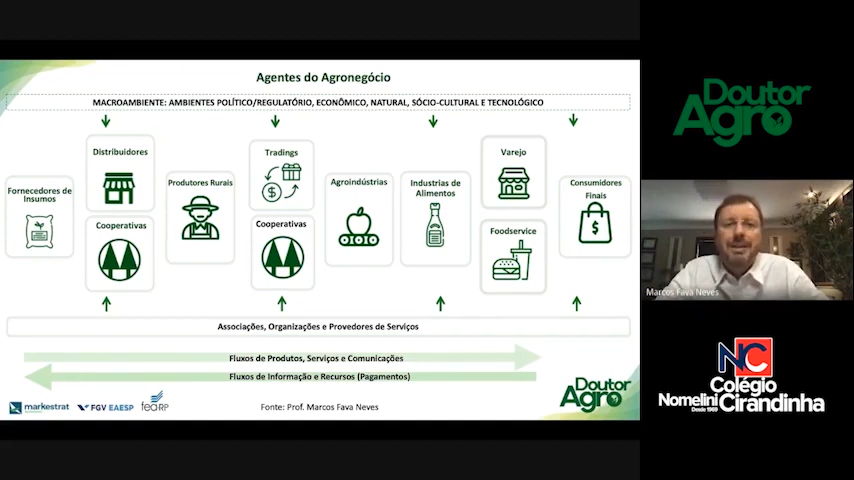 Agentes do Agronegócio
MACROAMBIENTE: AMBIENTES POLÍTICO/REGULATÓRIO, ECONÔMICO, NATURAL, SÓCIO-CULTURAL E TECNOLÓGICO
Fornecedores de
Insumos
Distribuidores
Cooperativas
Produtores Rurais
Tradings
Cooperativas
Agroindústrias
Industrias de
Alimentos
Varejo
Foodservice
Consumidores
Finais
Associações, Organizações e Provedores de Serviços
Fluxos de Produtos, Serviços e Comunicações
Fluxos de Informação e Recursos (Pagamentos)
markestrat
FGV EAESP
fearp
Fonte: Prof. Marcos Fava Neves
Doutor
Agro
Doutor
Agro
Marcos Fava Neves
NC
Colégio
Nomelini Cirandinha
Desde 1969